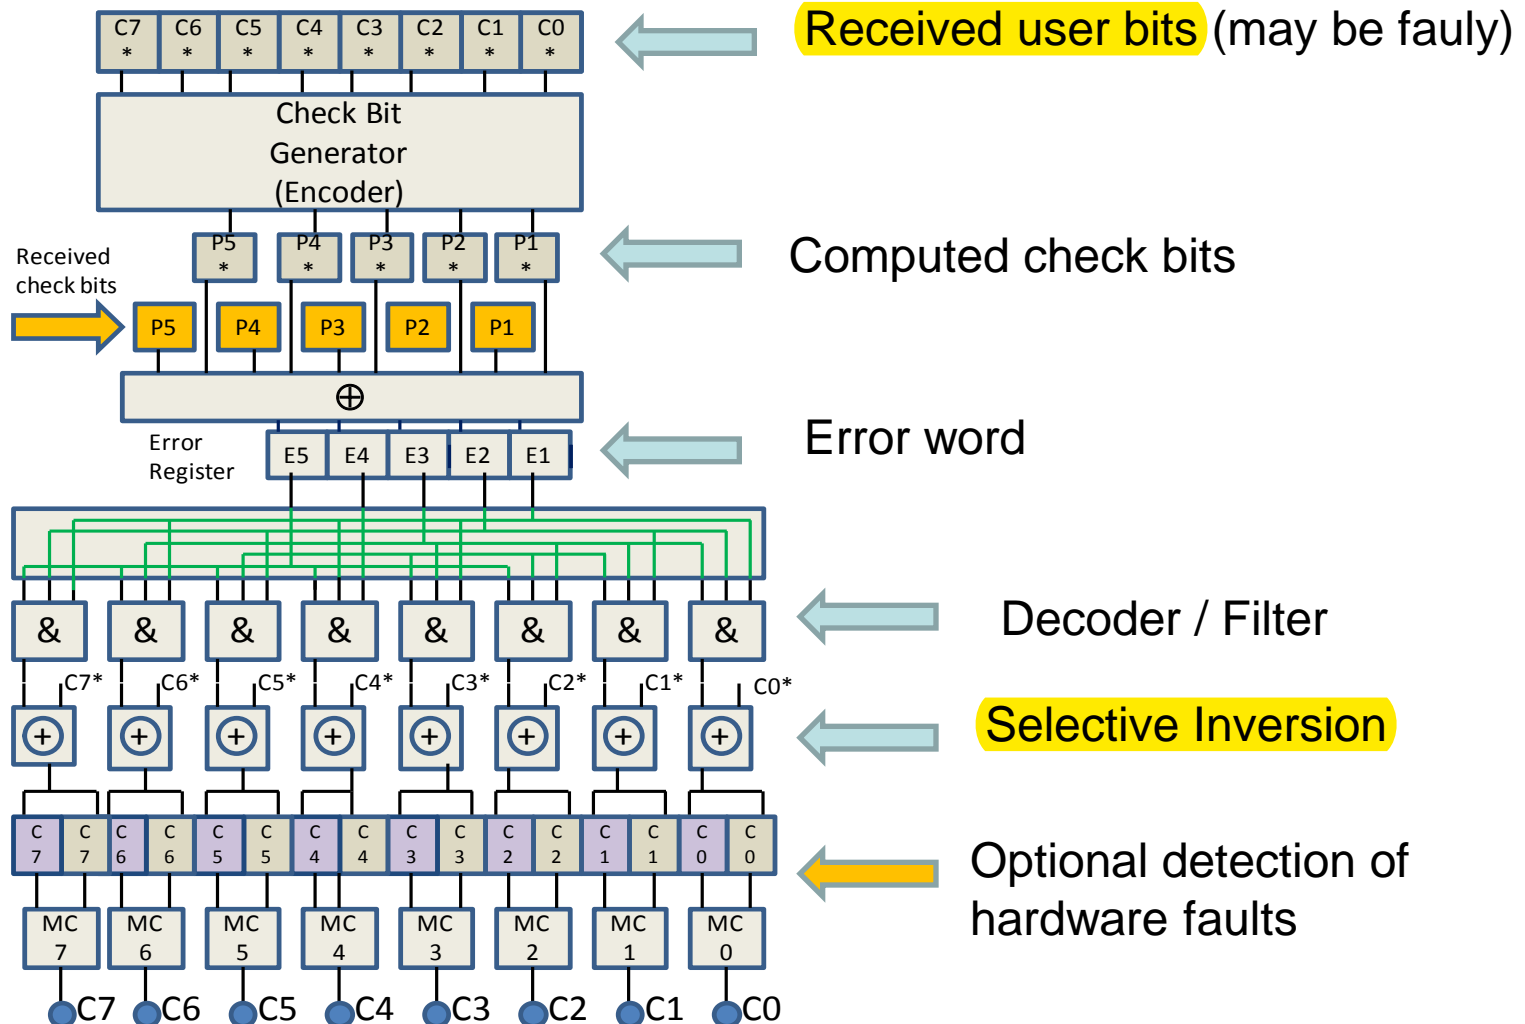 C7 C6 C5 C4 C3 C2 C1 C0
* * * * * * * *
Received user bits (may be fauly)
Check Bit
Generator
(Encoder)
P5 P4 P3 P2 P1
* * * * *
Computed check bits
Received
check bits
P5 P4 P3 P2 P1
⊕
Error
Register
E5 E4 E3 E2 E1
Error word
& & & & & & & &
Decoder / Filter
C7* C6* C5* C4* C3* C2* C1* C0*
+ + + + + + + +
Selective Inversion
C C C C C C C C C C C C C C C C
7 7 6 6 5 5 4 4 3 3 2 2 1 1 0 0
Optional detection of
hardware faults
MC MC MC MC MC MC MC MC
7 6 5 4 3 2 1 0
C7 C6 C5 C4 C3 C2 C1 C0